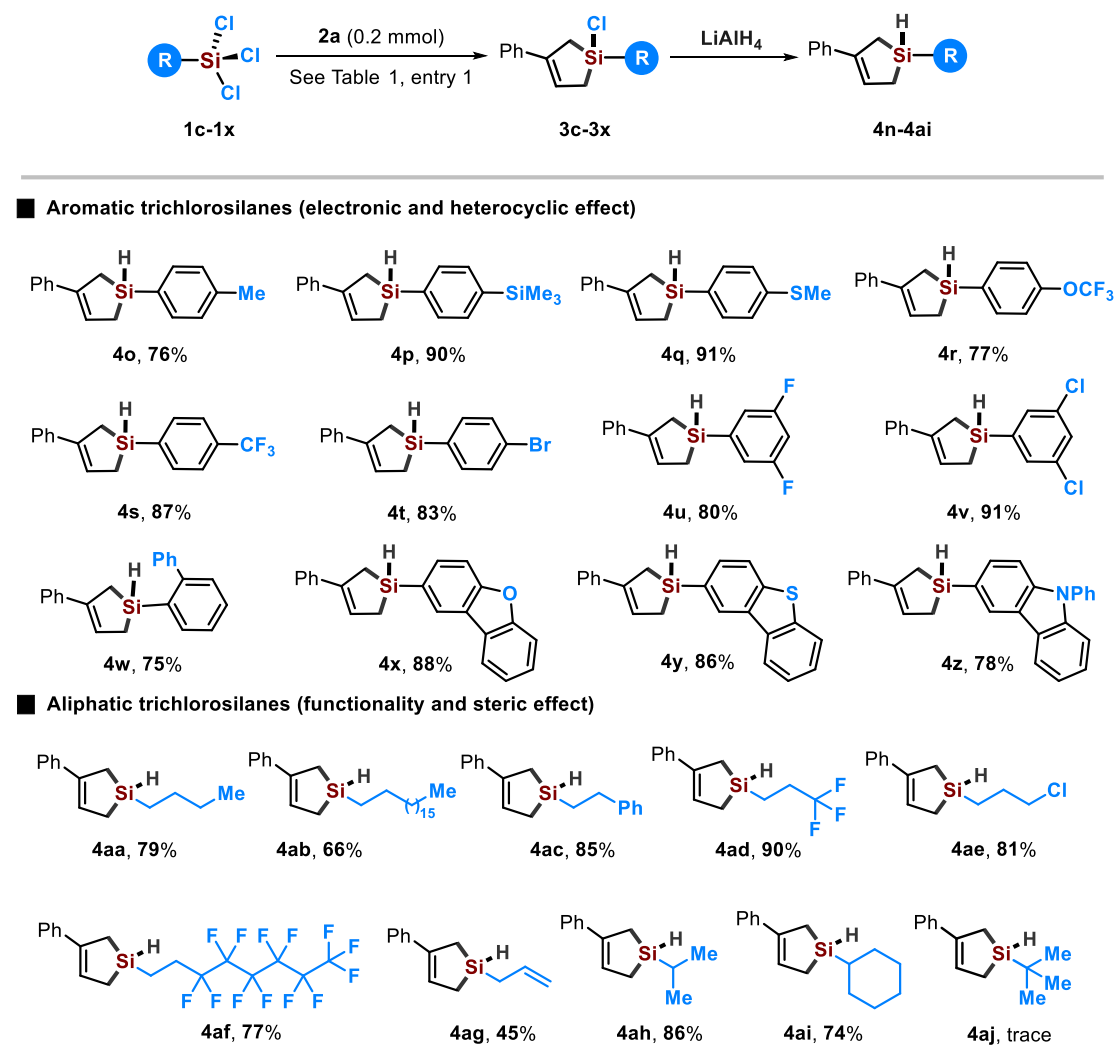 R Si Cl Cl Cl
2a (0.2 mmol)
See Table 1, entry 1
Ph Cl Si R
LiAlH4
Ph H Si R
1c-1x
3c-3x
4n-4ai
Aromatic trichlorosilanes (electronic and heterocyclic effect)
Ph H Si Me
Ph H Si SiMe3
Ph H Si SMe
Ph H Si OCF3
4o, 76%
4p, 90%
4q, 91%
4r, 77%
Ph H Si CF3
Ph H Si Br
Ph H Si F F
Ph H Si Cl Cl
4s, 87%
4t, 83%
4u, 80%
4v, 91%
Ph H Si Ph
Ph H Si O
Ph H Si S
Ph H Si NPh
4w, 75%
4x, 88%
4y, 86%
4z, 78%
Aliphatic trichlorosilanes (functionality and steric effect)
Ph Si H Me
Ph Si H ( )15 Me
Ph Si H Ph
Ph Si H F F F
Ph Si H Cl
4aa, 79%
4ab, 66%
4ac, 85%
4ad, 90%
4ae, 81%
Ph Si H F F F F F F F F F F F F F
Ph Si H
Ph Si H Me Me
Ph Si H
Ph Si H Me Me Me
4af, 77%
4ag, 45%
4ah, 86%
4ai, 74%
4aj, trace